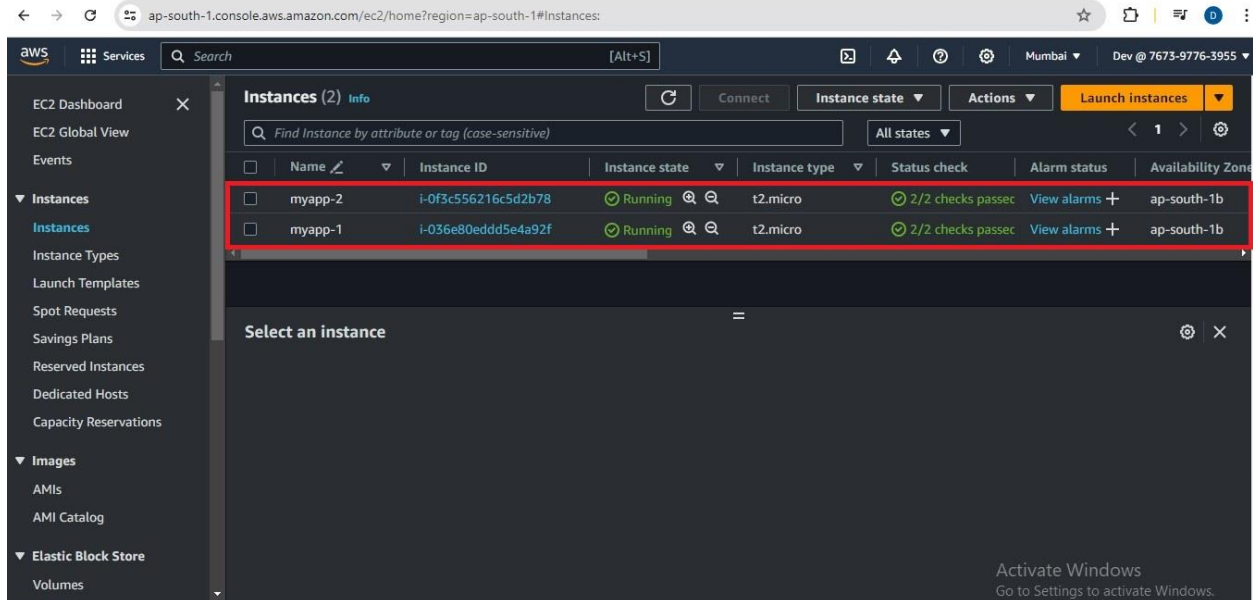 ap-south-1.console.aws.amazon.com/ec2/home?region=ap-south-1#Instances:
D
aws Services Search [Alt+S] Mumbai ▼ Dev @ 7673-9776-3955 ▼
EC2 Dashboard
EC2 Global View
Events
Instances
Instances
Instance Types
Launch Templates
Spot Requests
Savings Plans
Reserved Instances
Dedicated Hosts
Capacity Reservations
Images
AMIs
AMI Catalog
Elastic Block Store
Volumes
Instances (2) Info Connect Instance state ▼ Actions ▼ Launch instances ▼
Find Instance by attribute or tag (case-sensitive) All states ▼ < 1 >
Name Instance ID Instance state Instance type Status check Alarm status Availability Zone
myapp-2 i-0f3c556216c5d2b78 Running t2.micro 2/2 checks passec View alarms + ap-south-1b
myapp-1 i-036e80eddd5e4a92f Running t2.micro 2/2 checks passec View alarms + ap-south-1b
Select an instance
Activate Windows
Go to Settings to activate Windows.